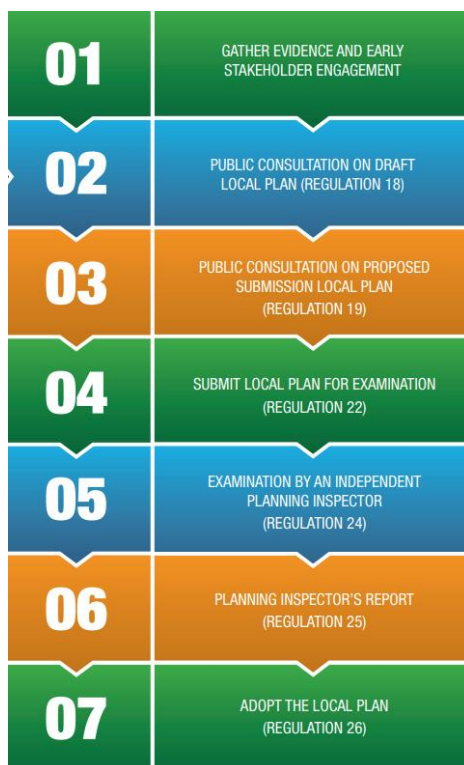 01
GATHER EVIDENCE AND EARLY
STAKEHOLDER ENGAGEMENT
02
PUBLIC CONSULTATION ON DRAFT
LOCAL PLAN (REGULATION 18)
03
PUBLIC CONSULTATION ON PROPOSED
SUBMISSION LOCAL PLAN
(REGULATION 19)
04
SUBMIT LOCAL PLAN FOR EXAMINATION
(REGULATION 22)
05
EXAMINATION BY AN INDEPENDENT
PLANNING INSPECTOR
(REGULATION 24)
06
PLANNING INSPECTOR'S REPORT
(REGULATION 25)
07
ADOPT THE LOCAL PLAN
(REGULATION 26)